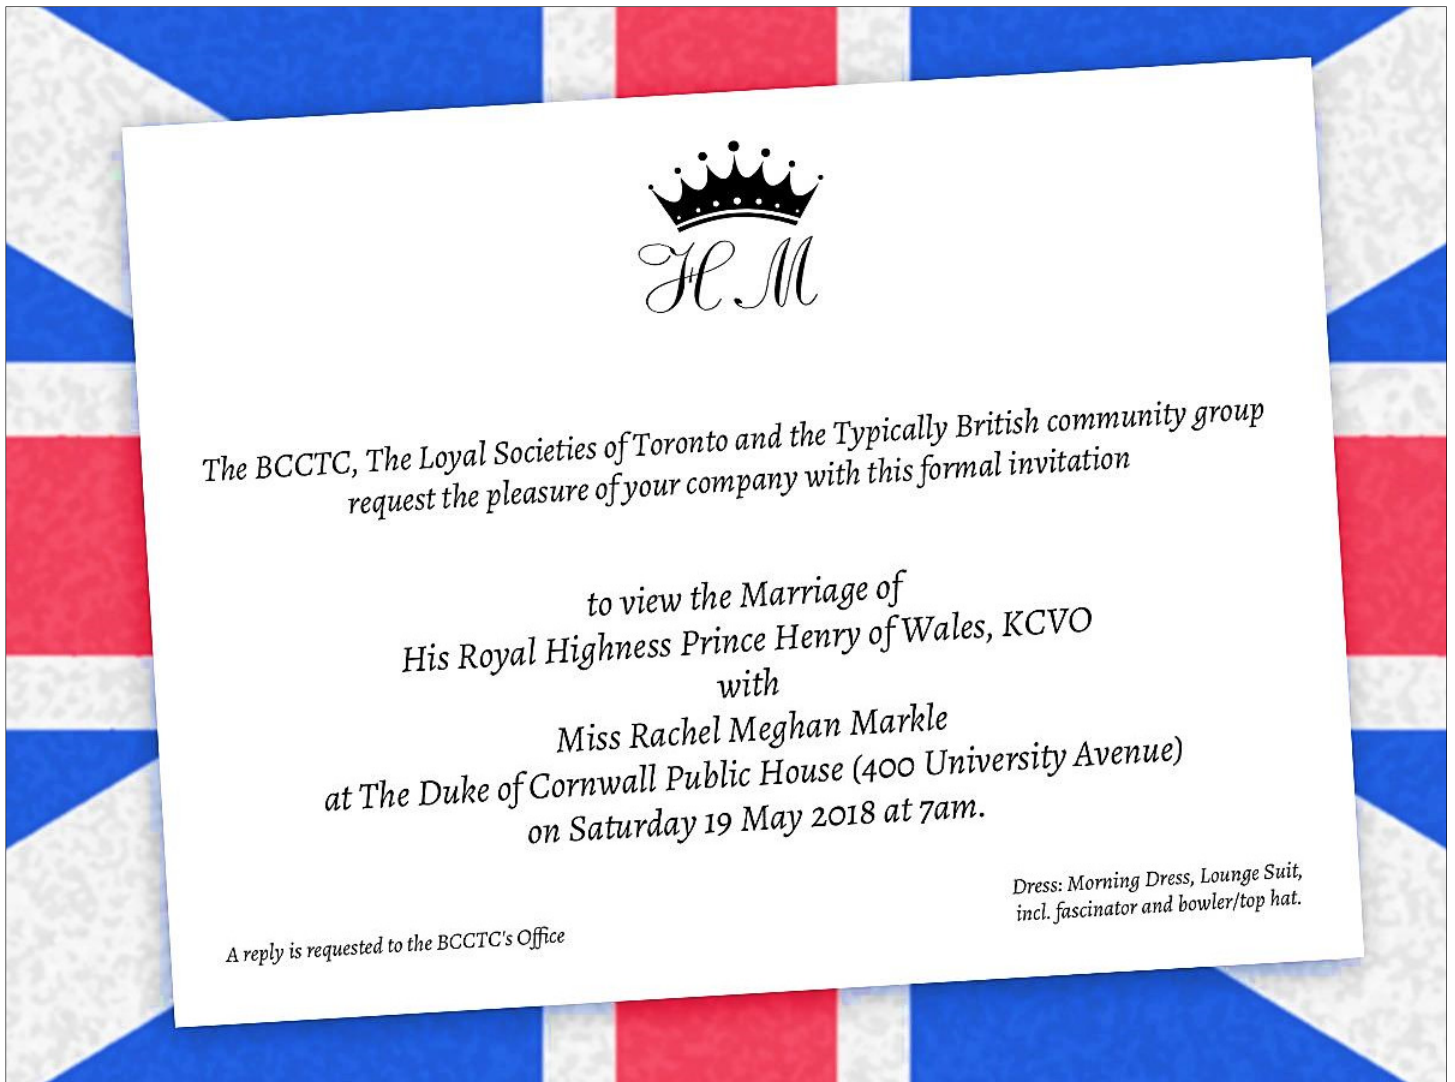 H M
The BCCTC, The Loyal Societies of Toronto and the Typically British community group
request the pleasure of your company with this formal invitation
to view the Marriage of
His Royal Highness Prince Henry of Wales, KCVO
with
Miss Rachel Meghan Markle
at The Duke of Cornwall Public House (400 University Avenue)
on Saturday 19 May 2018 at 7am.
Dress: Morning Dress, Lounge Suit,
incl. fascinator and bowler/top hat.
A reply is requested to the BCCTC's Office